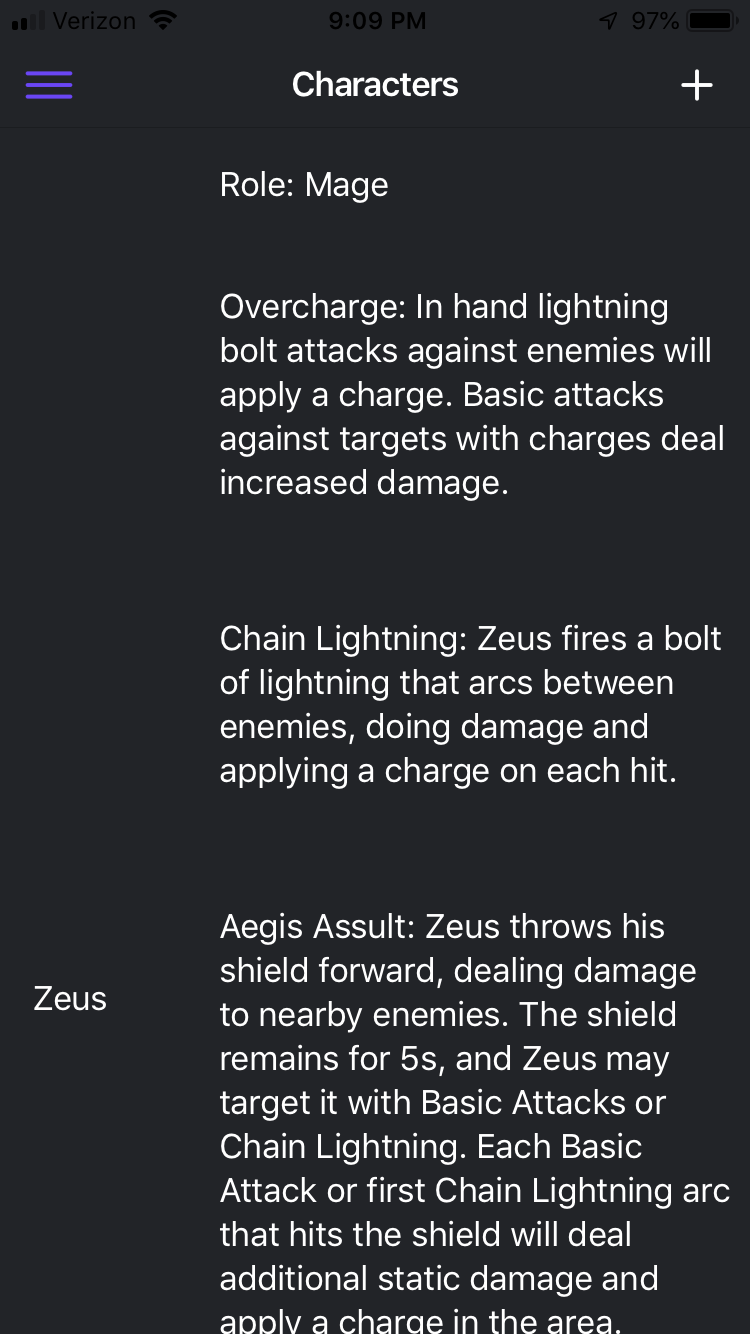 Verizon 9:09 PM 97%
Characters
Role: Mage
Overcharge: In hand lightning
bolt attacks against enemies will
apply a charge. Basic attacks
against targets with charges deal
increased damage.
Chain Lightning: Zeus fires a bolt
of lightning that arcs between
enemies, doing damage and
applying a charge on each hit.
Zeus
Aegis Assult: Zeus throws his
shield forward, dealing damage
to nearby enemies. The shield
remains for 5s, and Zeus may
target it with Basic Attacks or
Chain Lightning. Each Basic
Attack or first Chain Lightning arc
that hits the shield will deal
additional static damage and
apply a charge in the area.